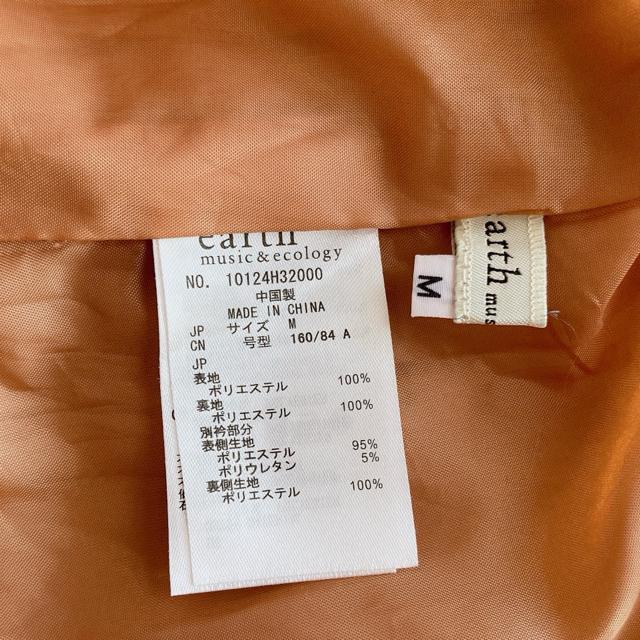 earth
music & ecology
NO. 10124H32000
中国製
MADE IN CHINA
JP サイズ M
CN 号型 160/84 A
JP
表地
ポリエステル 100%
裏地
ポリエステル 100%
別衿部分
表側生地
ポリエステル 95%
ポリウレタン 5%
裏側生地
ポリエステル 100%
M
earth mus